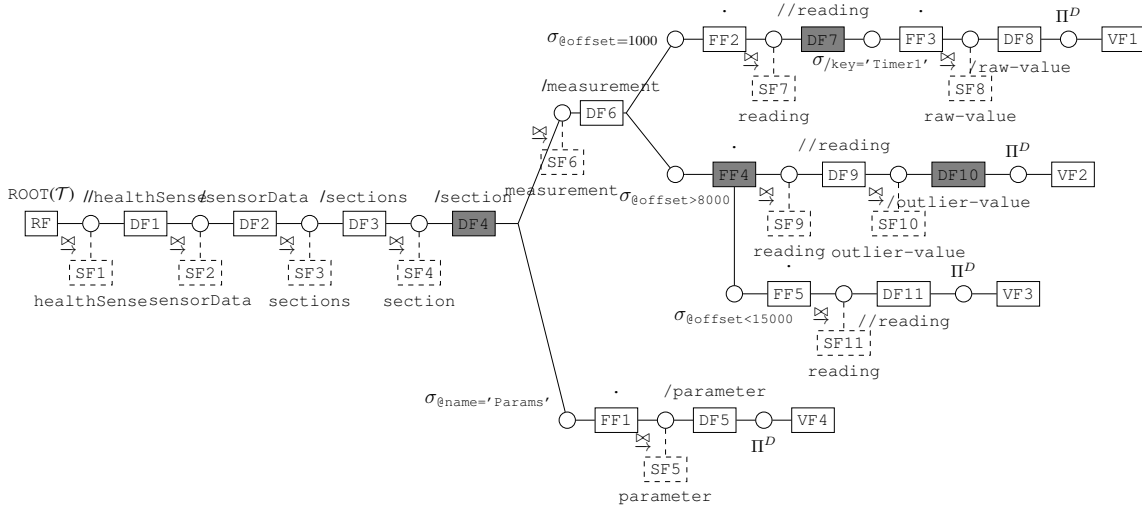 . //reading . Π^D
σ@offset=1000 FF2 DF7 FF3 DF8 VF1
⋈→ σ/key='Timer1' ⋈→ /raw-value
SF7 SF8
/measurement reading raw-value
DF6
⋈→ . //reading Π^D
SF6 FF4 DF9 DF10 VF2
measurement σ@offset>8000 ⋈→ ⋈→ /outlier-value
ROOT(𝒯) //healthSense /sensorData /sections /section SF9 SF10
RF DF1 DF2 DF3 DF4 reading outlier-value
⋈→ ⋈→ ⋈→ ⋈→
SF1 SF2 SF3 SF4 . Π^D
healthSense sensorData sections section FF5 DF11 VF3
σ@offset<15000 ⋈→ //reading
SF11
reading
. /parameter
σ@name='Params' FF1 DF5 VF4
⋈→ Π^D
SF5
parameter